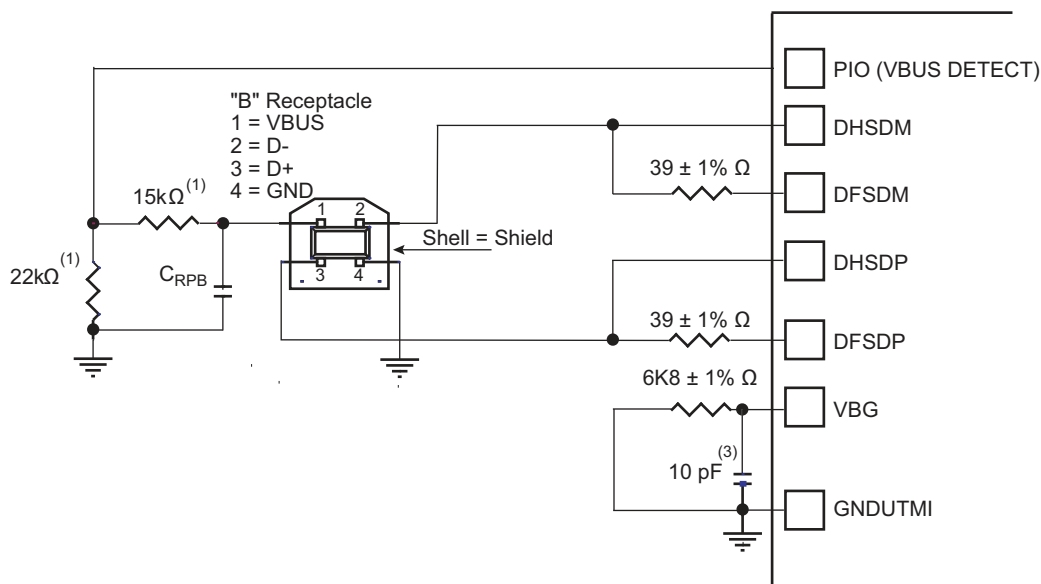 PIO (VBUS DETECT)
"B" Receptacle
1 = VBUS
2 = D-
3 = D+
4 = GND
DHSDM
39 ± 1% Ω
DFSDM
15kΩ(1)
1 2
Shell = Shield
3 4
DHSDP
22kΩ(1)
CRPB
39 ± 1% Ω
DFSDP
6K8 ± 1% Ω
VBG
10 pF(3)
GNDUTMI